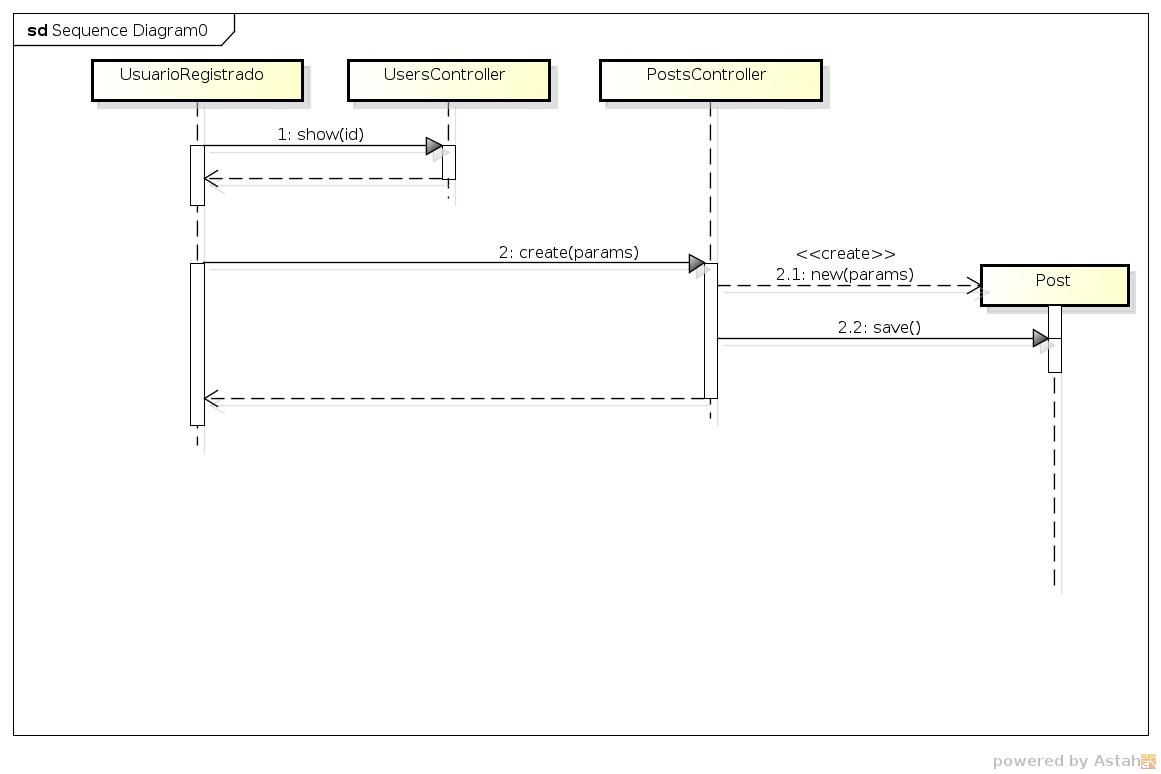 sd Sequence Diagram0
UsuarioRegistrado
UsersController
PostsController
1: show(id)
2: create(params)
<<create>>
2.1: new(params)
Post
2.2: save()
powered by Astah